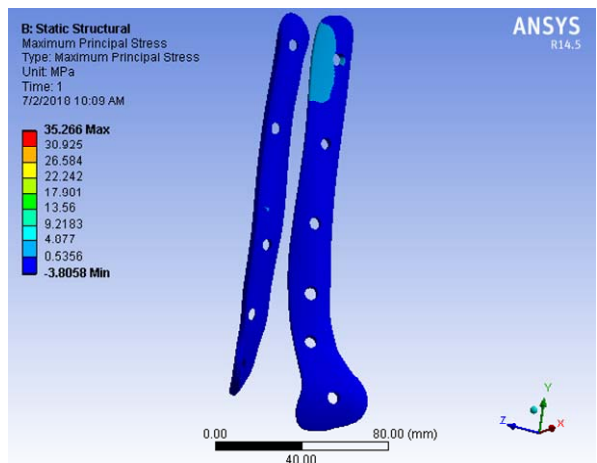 B: Static Structural
Maximum Principal Stress
Type: Maximum Principal Stress
Unit: MPa
Time: 1
7/2/2018 10:09 AM
35.266 Max
30.925
26.584
22.242
17.901
13.56
9.2183
4.077
0.5356
-3.8058 Min
ANSYS
R14.5
0.00
80.00 (mm)
40.00
Y
Z
X